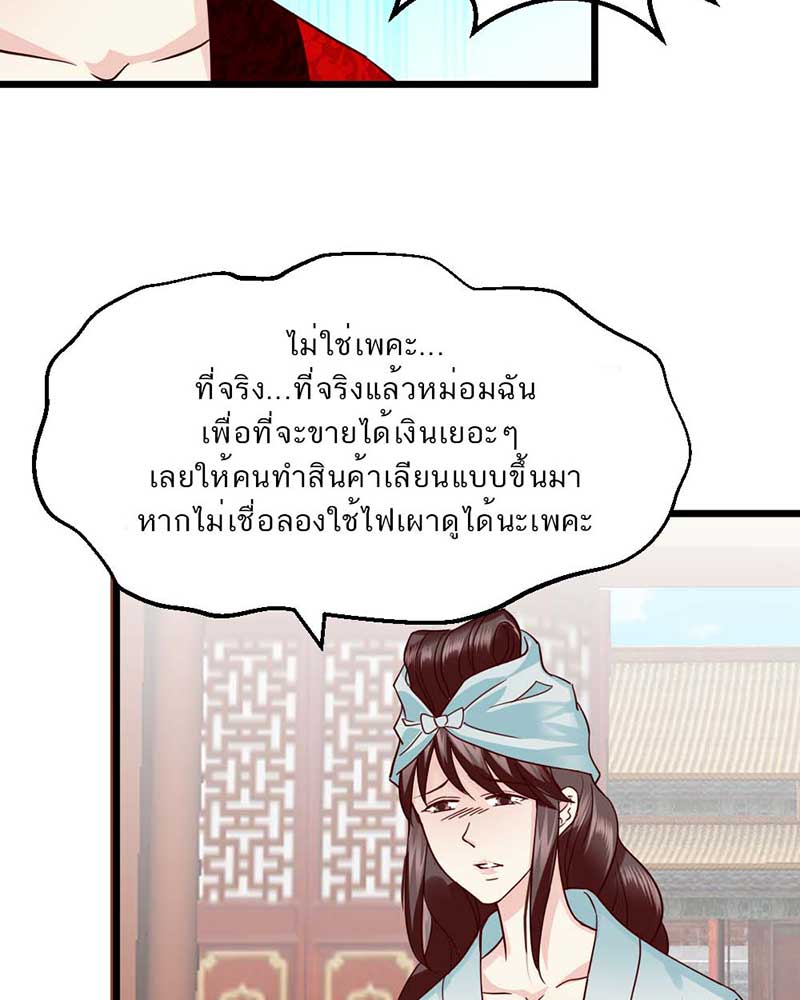 ไม่ใช่เพคะ...
ที่จริง...ที่จริงแล้วหม่อมฉัน
เพื่อที่จะขายได้เงินเยอะๆ
เลยให้คนทำสินค้าเลียนแบบขึ้นมา
หากไม่เชื่อลองใช้ไฟเผาดูได้นะเพคะ